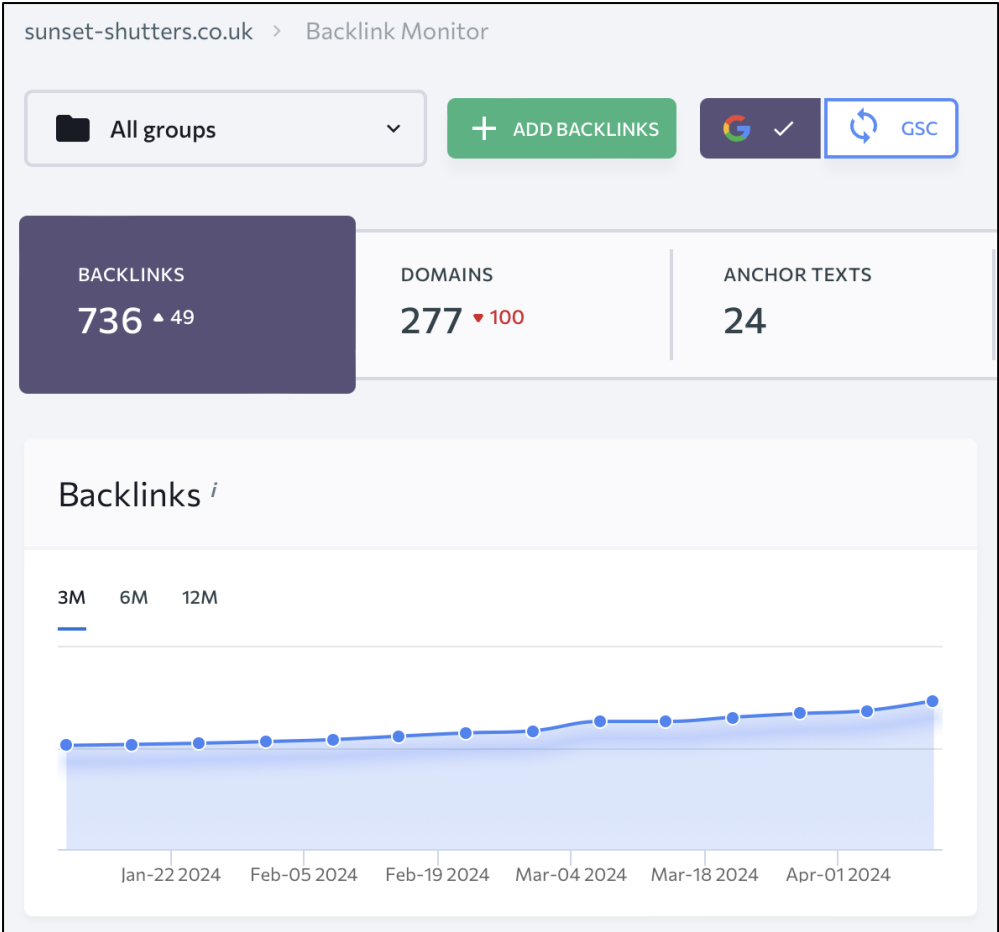 sunset-shutters.co.uk > Backlink Monitor
All groups
ADD BACKLINKS
GSC
BACKLINKS
736 ▲ 49
DOMAINS
277 ▼ 100
ANCHOR TEXTS
24
Backlinks i
3M 6M 12M
Jan-22 2024 Feb-05 2024 Feb-19 2024 Mar-04 2024 Mar-18 2024 Apr-01 2024